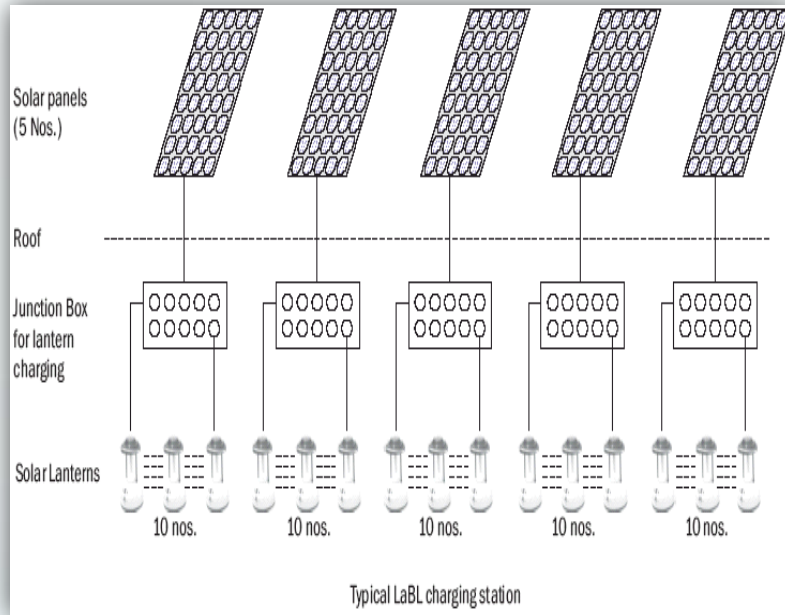 Solar panels
(5 Nos.)
Roof
Junction Box
for lantern
charging
Solar Lanterns
10 nos.
10 nos.
10 nos.
10 nos.
10 nos.
Typical LaBL charging station